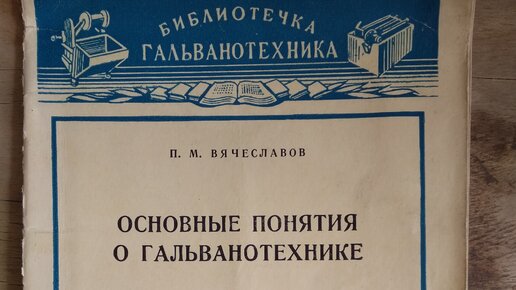 БИБЛИОТЕЧКА
ГАЛЬВАНОТЕХНИКА
П. М. ВЯЧЕСЛАВОВ
ОСНОВНЫЕ ПОНЯТИЯ
О ГАЛЬВАНОТЕХНИКЕ